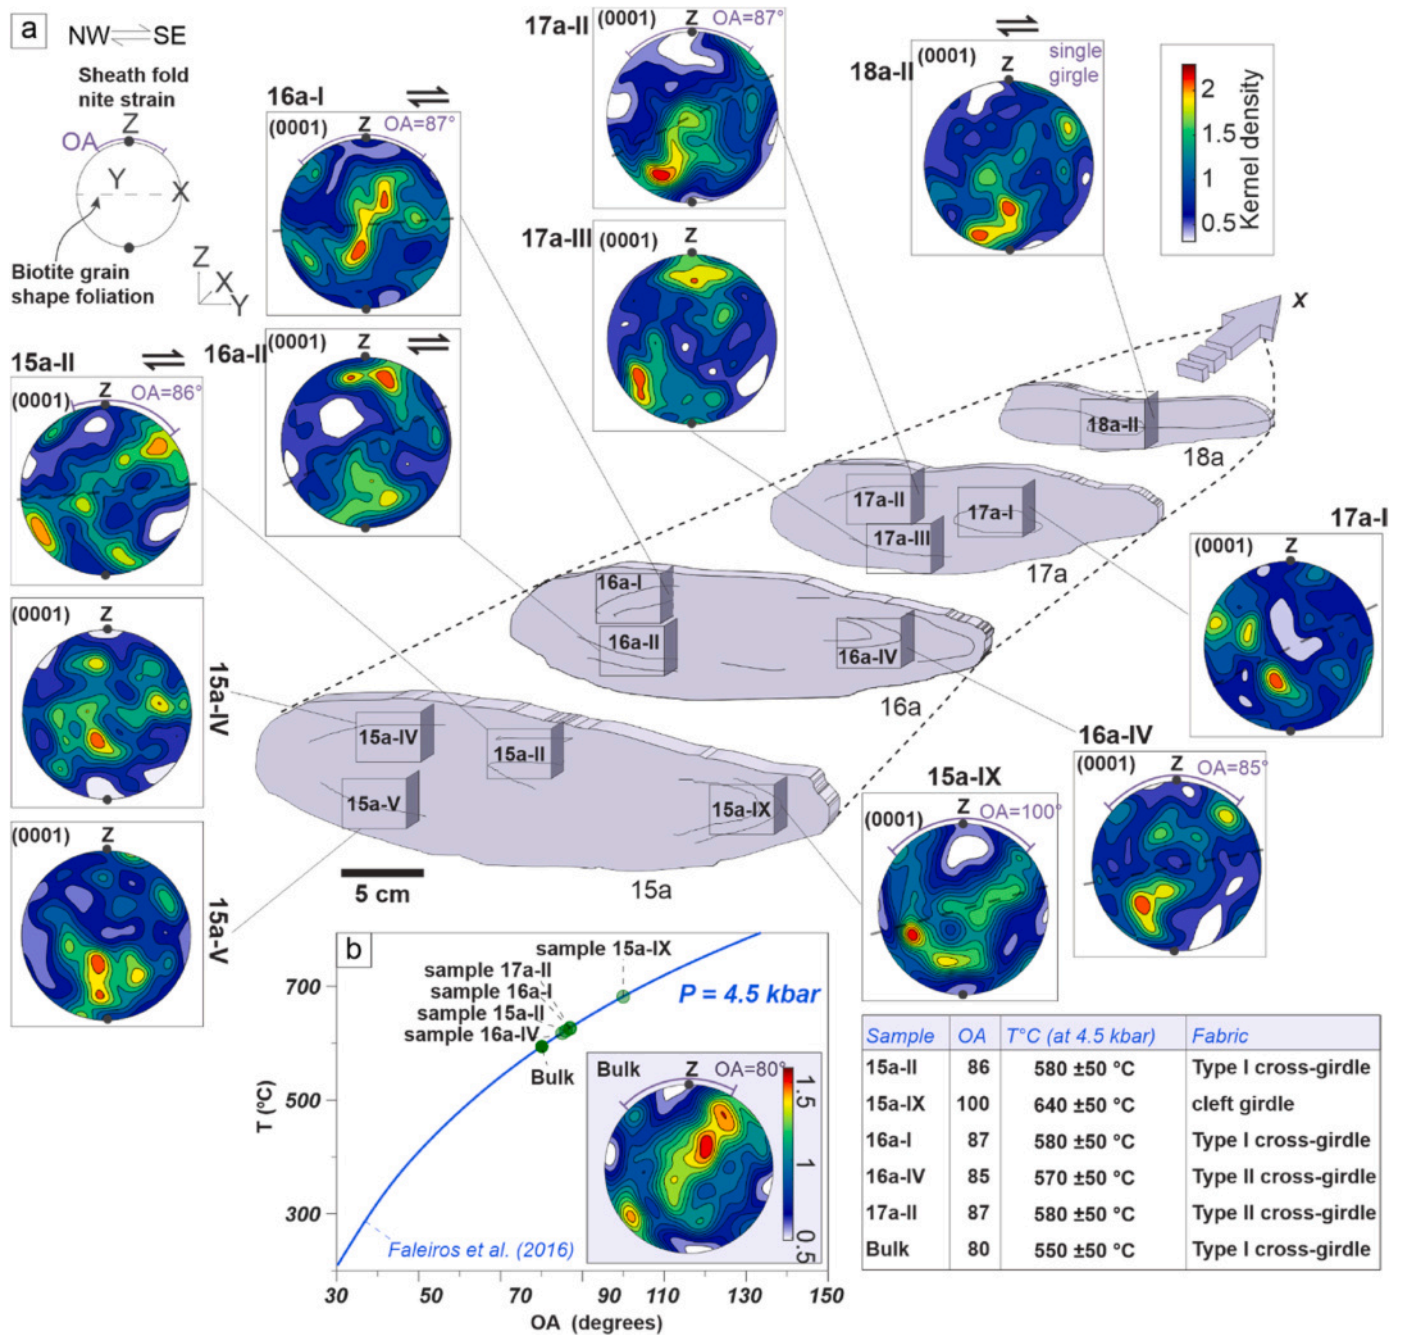 a
NW SE
Sheath fold
nite strain
Z
OA
Y
X
Biotite grain
shape foliation
Z
X
Y
16a-I
(0001) Z OA=87°
17a-II
(0001) Z OA=87°
18a-II
(0001) Z
single
girgle
2
1.5
1
0.5
Kernel density
17a-III
(0001) Z
15a-II
(0001) Z OA=86°
16a-II
(0001) Z
X
18a-II
18a
17a-II
17a-I
17a-III
17a
17a-I
(0001) Z
16a-I
16a-II
16a-IV
16a
15a-IV
(0001) Z
15a-IV
15a-II
15a-V
15a-IX
15a
5 cm
16a-IV
(0001) Z OA=85°
15a-IX
(0001) Z OA=100°
15a-V
(0001) Z
b
sample 15a-IX
sample 17a-II
sample 16a-I
sample 15a-II
sample 16a-IV
Bulk
P = 4.5 kbar
700
500
300
T (ºC)
Faleiros et al. (2016)
Bulk Z OA=80°
1.5
1
0.5
30 50 70 90 110 130 150
OA (degrees)
Sample OA T°C (at 4.5 kbar) Fabric
15a-II 86 580 ±50 °C Type I cross-girdle
15a-IX 100 640 ±50 °C cleft girdle
16a-I 87 580 ±50 °C Type I cross-girdle
16a-IV 85 570 ±50 °C Type II cross-girdle
17a-II 87 580 ±50 °C Type II cross-girdle
Bulk 80 550 ±50 °C Type I cross-girdle